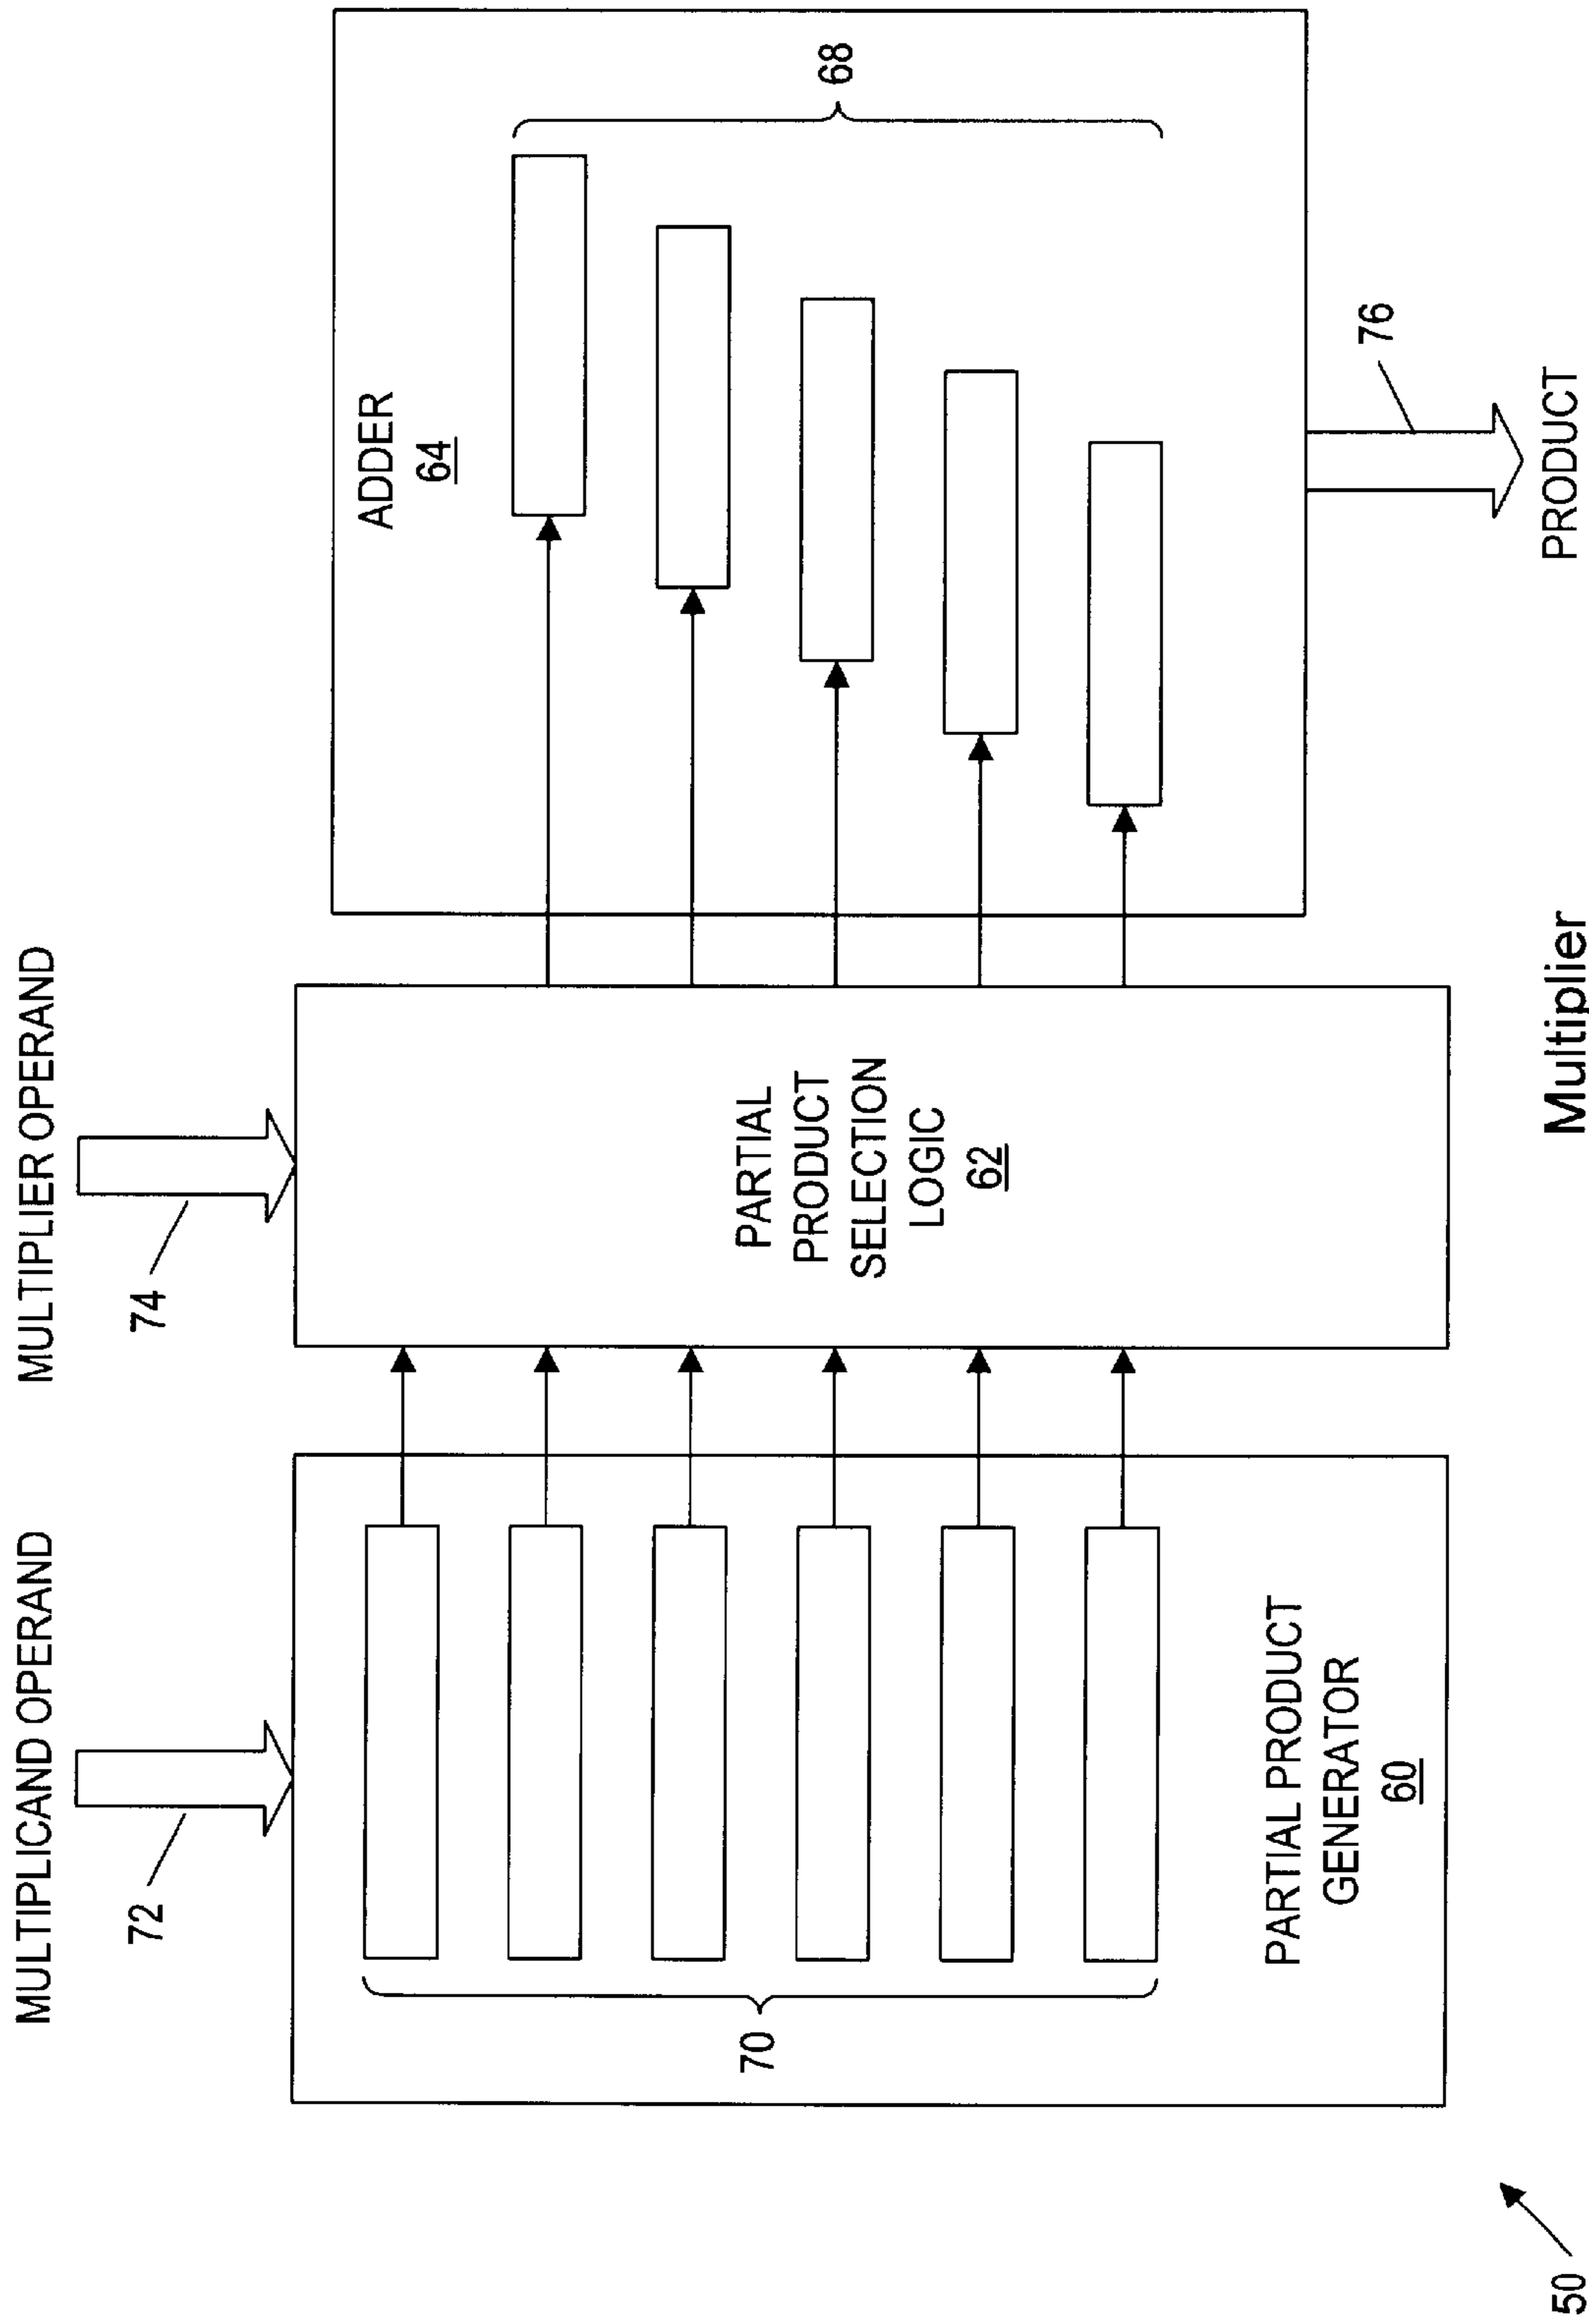 MULTIPLICAND OPERAND
MULTIPLIER OPERAND
72
74
70
PARTIAL PRODUCT
GENERATOR
60
PARTIAL
PRODUCT
SELECTION
LOGIC
62
ADDER
64
68
76
PRODUCT
50
Multiplier